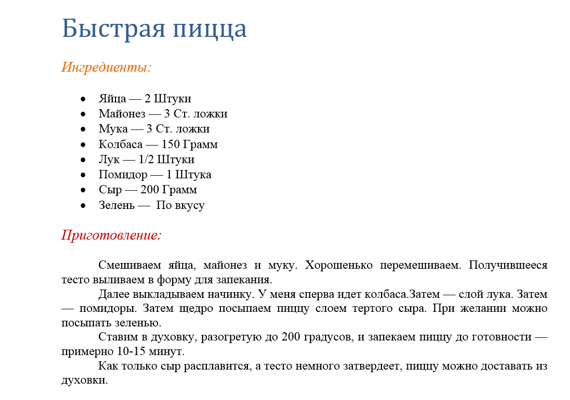 Быстрая пицца
Ингредиенты:
• Яйца — 2 Штуки
• Майонез — 3 Ст. ложки
• Мука — 3 Ст. ложки
• Колбаса — 150 Грамм
• Лук — 1/2 Штуки
• Помидор — 1 Штука
• Сыр — 200 Грамм
• Зелень —  По вкусу
Приготовление:
Смешиваем яйца, майонез и муку. Хорошенько перемешиваем. Получившееся
тесто выливаем в форму для запекания.
Далее выкладываем начинку. У меня сперва идет колбаса.Затем — слой лука. Затем
— помидоры. Затем щедро посыпаем пиццу слоем тертого сыра. При желании можно
посыпать зеленью.
Ставим в духовку, разогретую до 200 градусов, и запекаем пиццу до готовности —
примерно 10-15 минут.
Как только сыр расплавится, а тесто немного затвердеет, пиццу можно доставать из
духовки.